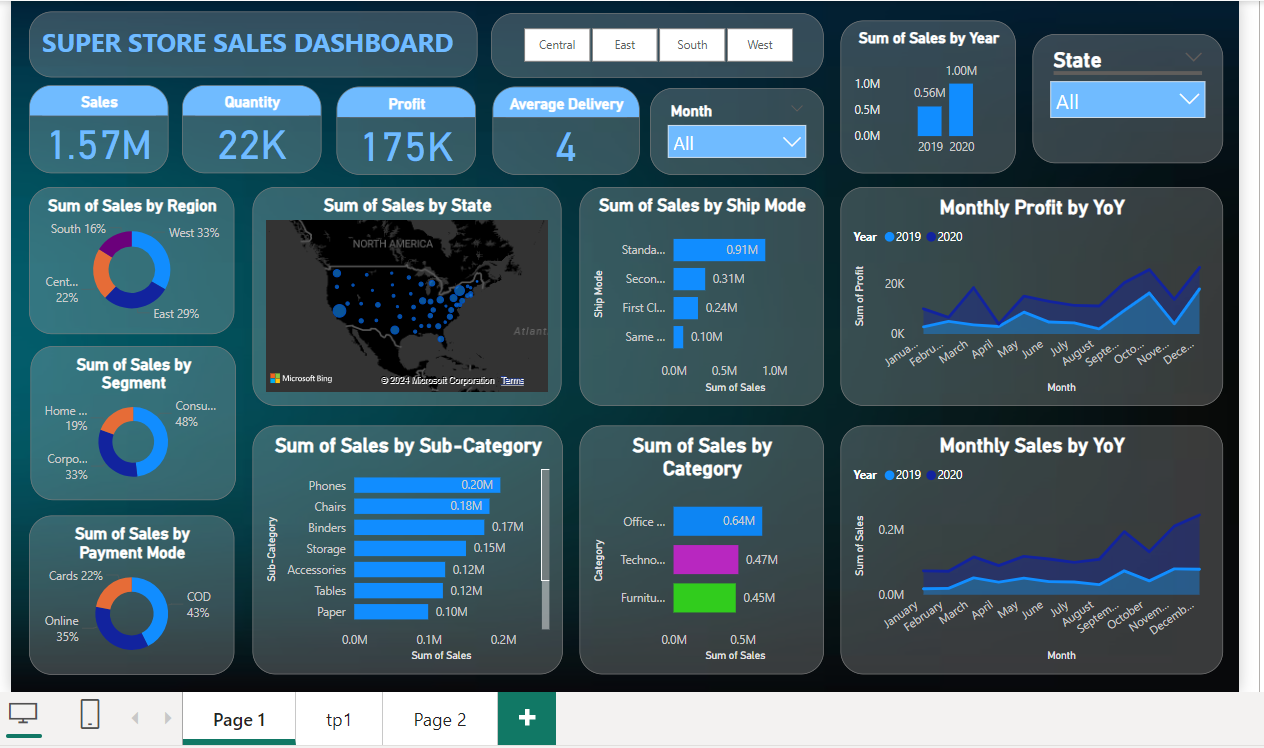 SUPER STORE SALES DASHBOARD
Central
East
South
West
Sum of Sales by Year
1.00M
1.0M
0.56M
0.5M
0.0M
2019
2020
State
All
Sales
1.57M
Quantity
22K
Profit
175K
Average Delivery
4
Month
All
Sum of Sales by Region
South 16%
West 33%
Cent...
22%
East 29%
Sum of Sales by State
NORTH AMERICA
Atlant
Microsoft Bing
© 2024 Microsoft Corporation
Terms
Sum of Sales by Ship Mode
Ship Mode
Standa...
0.91M
Secon...
0.31M
First Cl...
0.24M
Same ...
0.10M
0.0M
0.5M
1.0M
Sum of Sales
Monthly Profit by YoY
Year
2019
2020
Sum of Profit
20K
0K
Janua...
Febru...
March
April
May
June
July
August
Septe...
Octo...
Nove...
Dece...
Month
Sum of Sales by
Segment
Home ...
19%
Consu...
48%
Corpo...
33%
Sum of Sales by
Payment Mode
Cards 22%
COD
43%
Online
35%
Sum of Sales by Sub-Category
Sub-Category
Phones
0.20M
Chairs
0.18M
Binders
0.17M
Storage
0.15M
Accessories
0.12M
Tables
0.12M
Paper
0.10M
0.0M
0.1M
0.2M
Sum of Sales
Sum of Sales by
Category
Category
Office ...
0.64M
Techno...
0.47M
Furnitu...
0.45M
0.0M
0.5M
Sum of Sales
Monthly Sales by YoY
Year
2019
2020
Sum of Sales
0.2M
0.0M
January
February
March
April
May
June
July
August
Septem...
October
Novem...
Decemb...
Month
Page 1
tp1
Page 2
+